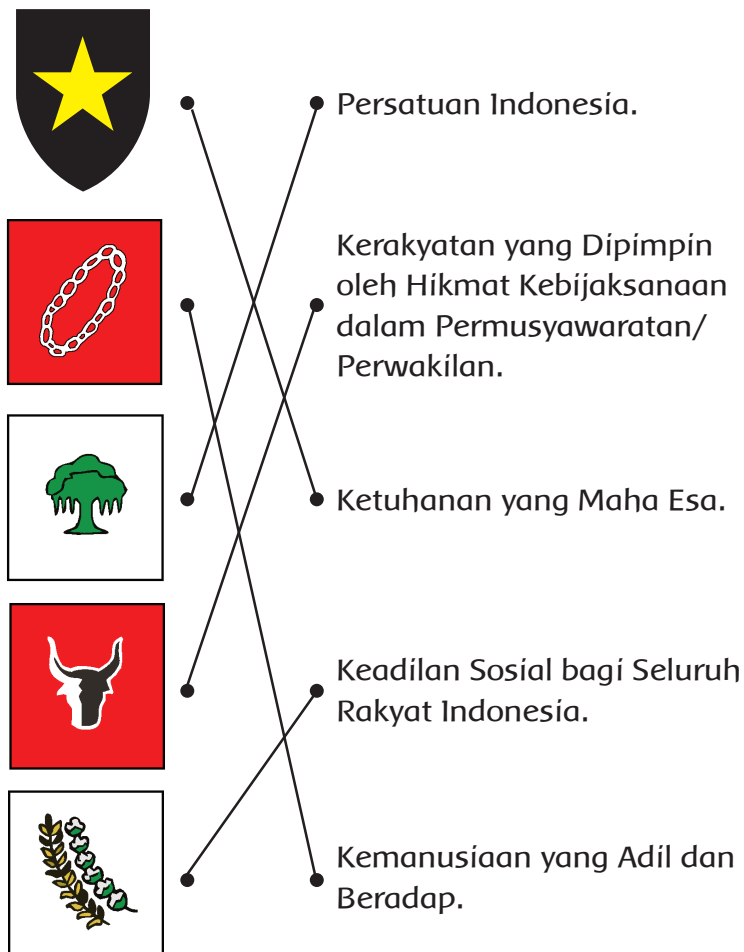 Persatuan Indonesia.
Kerakyatan yang Dipimpin
oleh Hikmat Kebijaksanaan
dalam Permusyawaratan/
Perwakilan.
Ketuhanan yang Maha Esa.
Keadilan Sosial bagi Seluruh
Rakyat Indonesia.
Kemanusiaan yang Adil dan
Beradap.